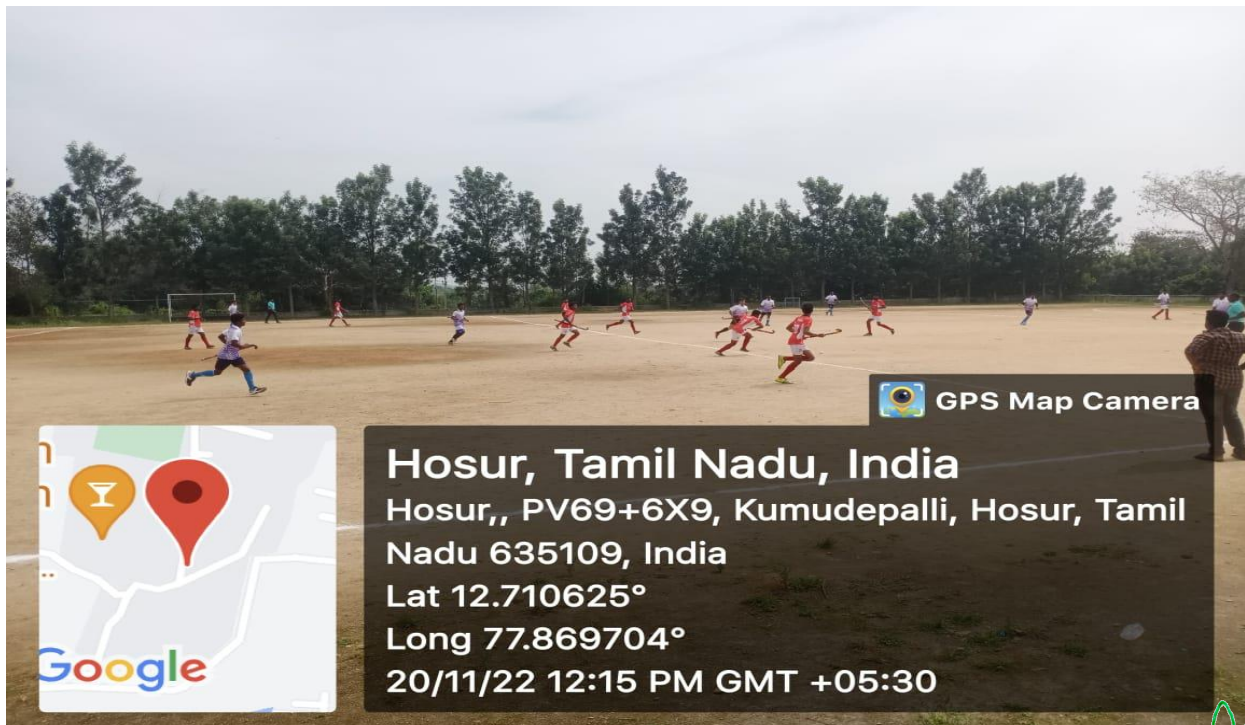 GPS Map Camera
Hosur, Tamil Nadu, India
Hosur,, PV69+6X9, Kumudepalli, Hosur, Tamil
Nadu 635109, India
Lat 12.710625°
Long 77.869704°
20/11/22 12:15 PM GMT +05:30
Google